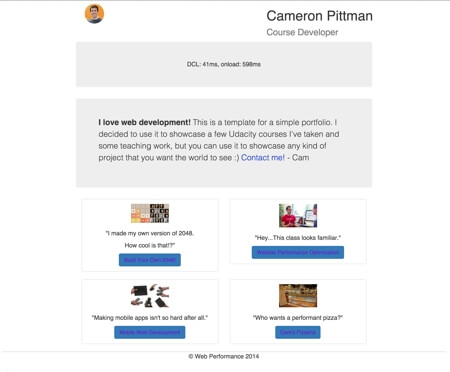 Cameron Pittman
Course Developer
DCL: 41ms, onload: 598ms
I love web development! This is a template for a simple portfolio. I
decided to use it to showcase a few Udacity courses I've taken and
some teaching work, but you can use it to showcase any kind of
project that you want the world to see :) Contact me! - Cam
"I made my own version of 2048.
How cool is that!?"
Build Your Own 2048!
"Hey...This class looks familiar."
Website Performance Optimization
"Making mobile apps isn't so hard after all."
Mobile Web Development
"Who wants a performant pizza?"
Cam's Pizzeria
© Web Performance 2014